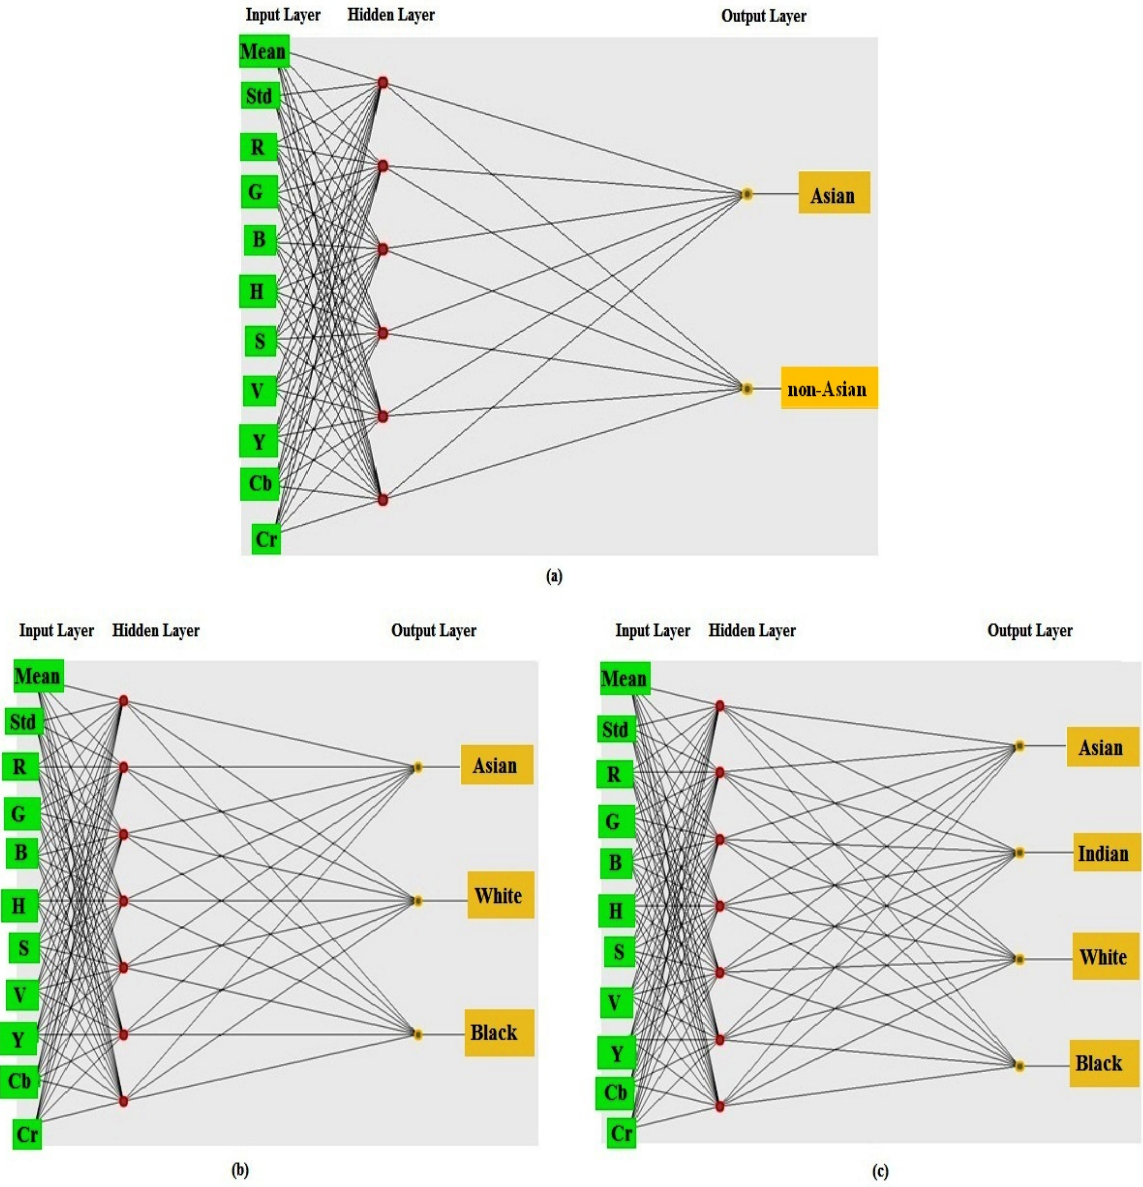 Input Layer Hidden Layer Output Layer
Mean
Std
R
G
B
H
S
V
Y
Cb
Cr
Asian
non-Asian
(a)
Input Layer Hidden Layer Output Layer
Mean
Std
R
G
B
H
S
V
Y
Cb
Cr
Asian
White
Black
(b)
Input Layer Hidden Layer Output Layer
Mean
Std
R
G
B
H
S
V
Y
Cb
Cr
Asian
Indian
White
Black
(c)